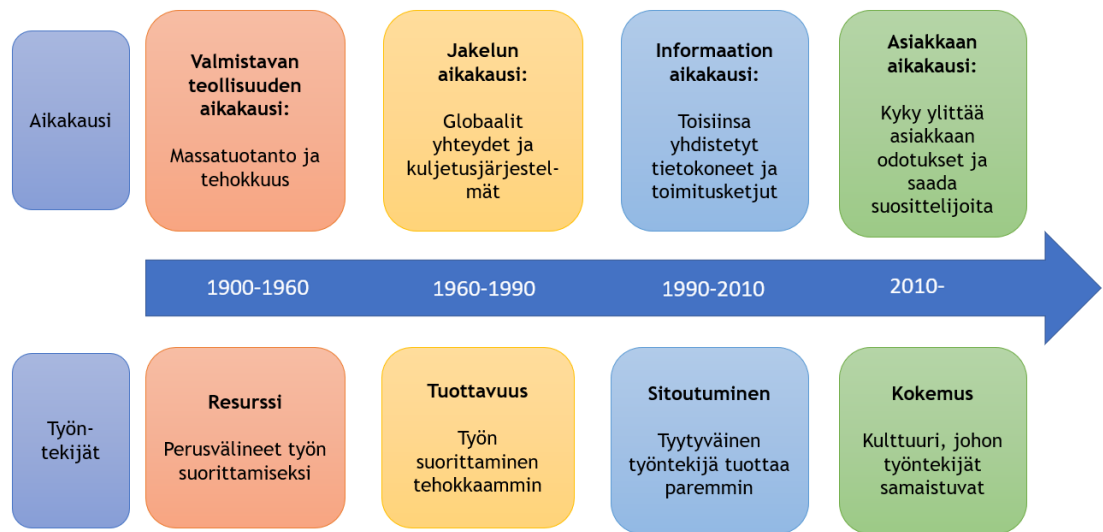 Aikakausi
Valmistavan
teollisuuden
aikakausi:
Massatuotanto ja
tehokkuus
Jakelun
aikakausi:
Globaalit
yhteydet ja
kuljetusjärjestel-
mät
Informaation
aikakausi:
Toisiinsa
yhdistetyt
tietokoneet ja
toimitusketjut
Asiakkaan
aikakausi:
Kyky ylittää
asiakkaan
odotukset ja
saada
suosittelijoita
1900-1960
1960-1990
1990-2010
2010-
Työn-
tekijät
Resurssi
Perusvälineet työn
suorittamiseksi
Tuottavuus
Työn
suorittaminen
tehokkaammin
Sitoutuminen
Tyytyväinen
työntekijä tuottaa
paremmin
Kokemus
Kulttuuri, johon
työntekijät
samaistuvat